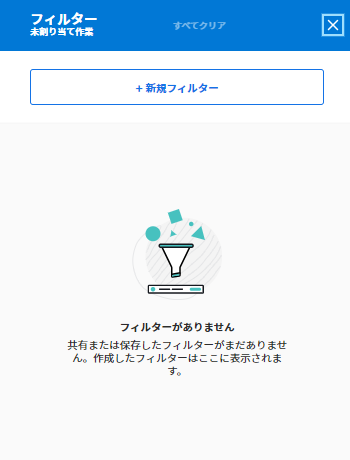 フィルター
未割り当て作業
すべてクリア
+ 新規フィルター
フィルターがありません
共有または保存したフィルターがまだありませ
ん。作成したフィルターはここに表示されま
す。